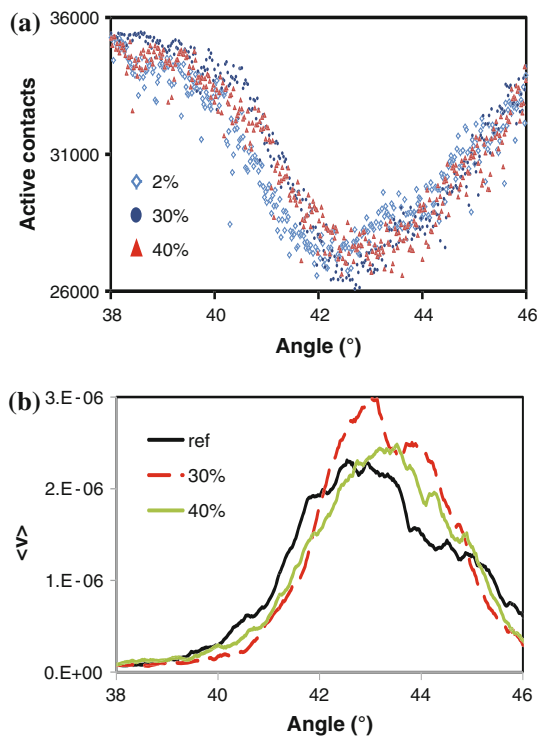 (a)
36000
31000
26000
Active contacts
2%
30%
40%
38
40
42
44
46
Angle (°)
(b)
3.E-06
2.E-06
1.E-06
0.E+00
<v>
ref
30%
40%
38
40
42
44
46
Angle (°)